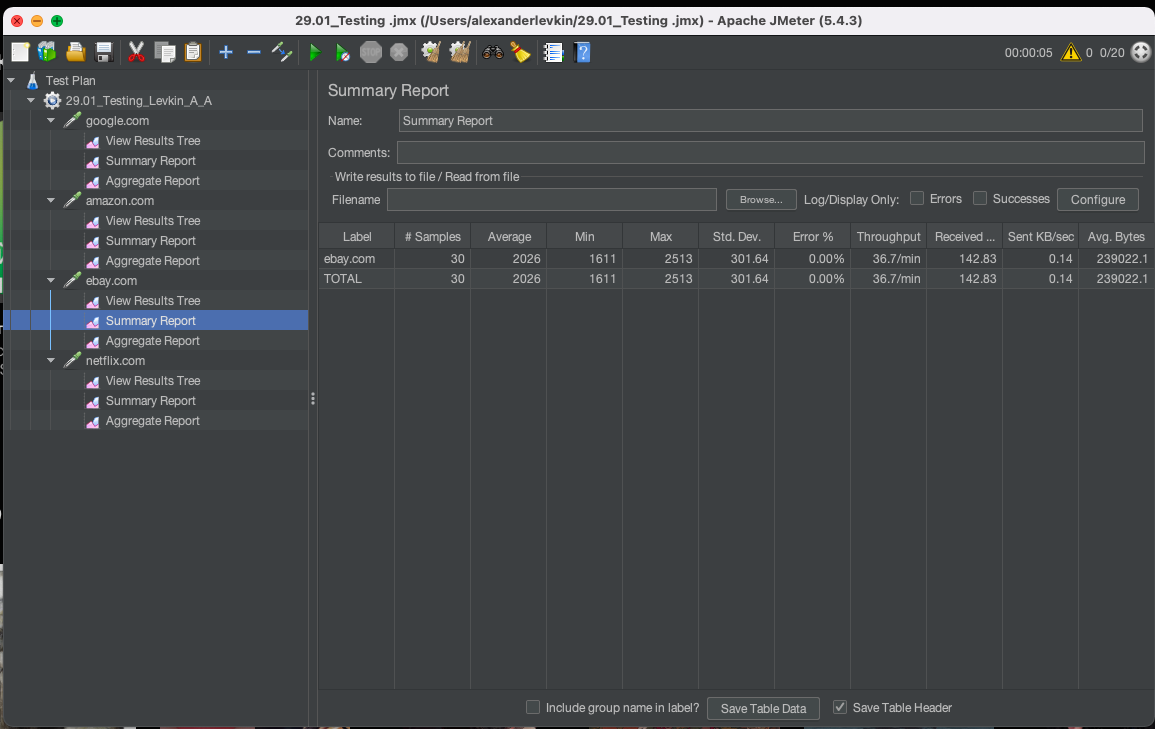 29.01_Testing .jmx (/Users/alexanderlevkin/29.01_Testing .jmx) - Apache JMeter (5.4.3)
STOP
00:00:05 0 0/20
Test Plan
29.01_Testing_Levkin_A_A
google.com
View Results Tree
Summary Report
Aggregate Report
amazon.com
View Results Tree
Summary Report
Aggregate Report
ebay.com
View Results Tree
Summary Report
Aggregate Report
netflix.com
View Results Tree
Summary Report
Aggregate Report
Summary Report
Name: Summary Report
Comments:
Write results to file / Read from file
Filename Browse... Log/Display Only: Errors Successes Configure
Label # Samples Average Min Max Std. Dev. Error % Throughput Received ... Sent KB/sec Avg. Bytes
ebay.com 30 2026 1611 2513 301.64 0.00% 36.7/min 142.83 0.14 239022.1
TOTAL 30 2026 1611 2513 301.64 0.00% 36.7/min 142.83 0.14 239022.1
Include group name in label? Save Table Data Save Table Header